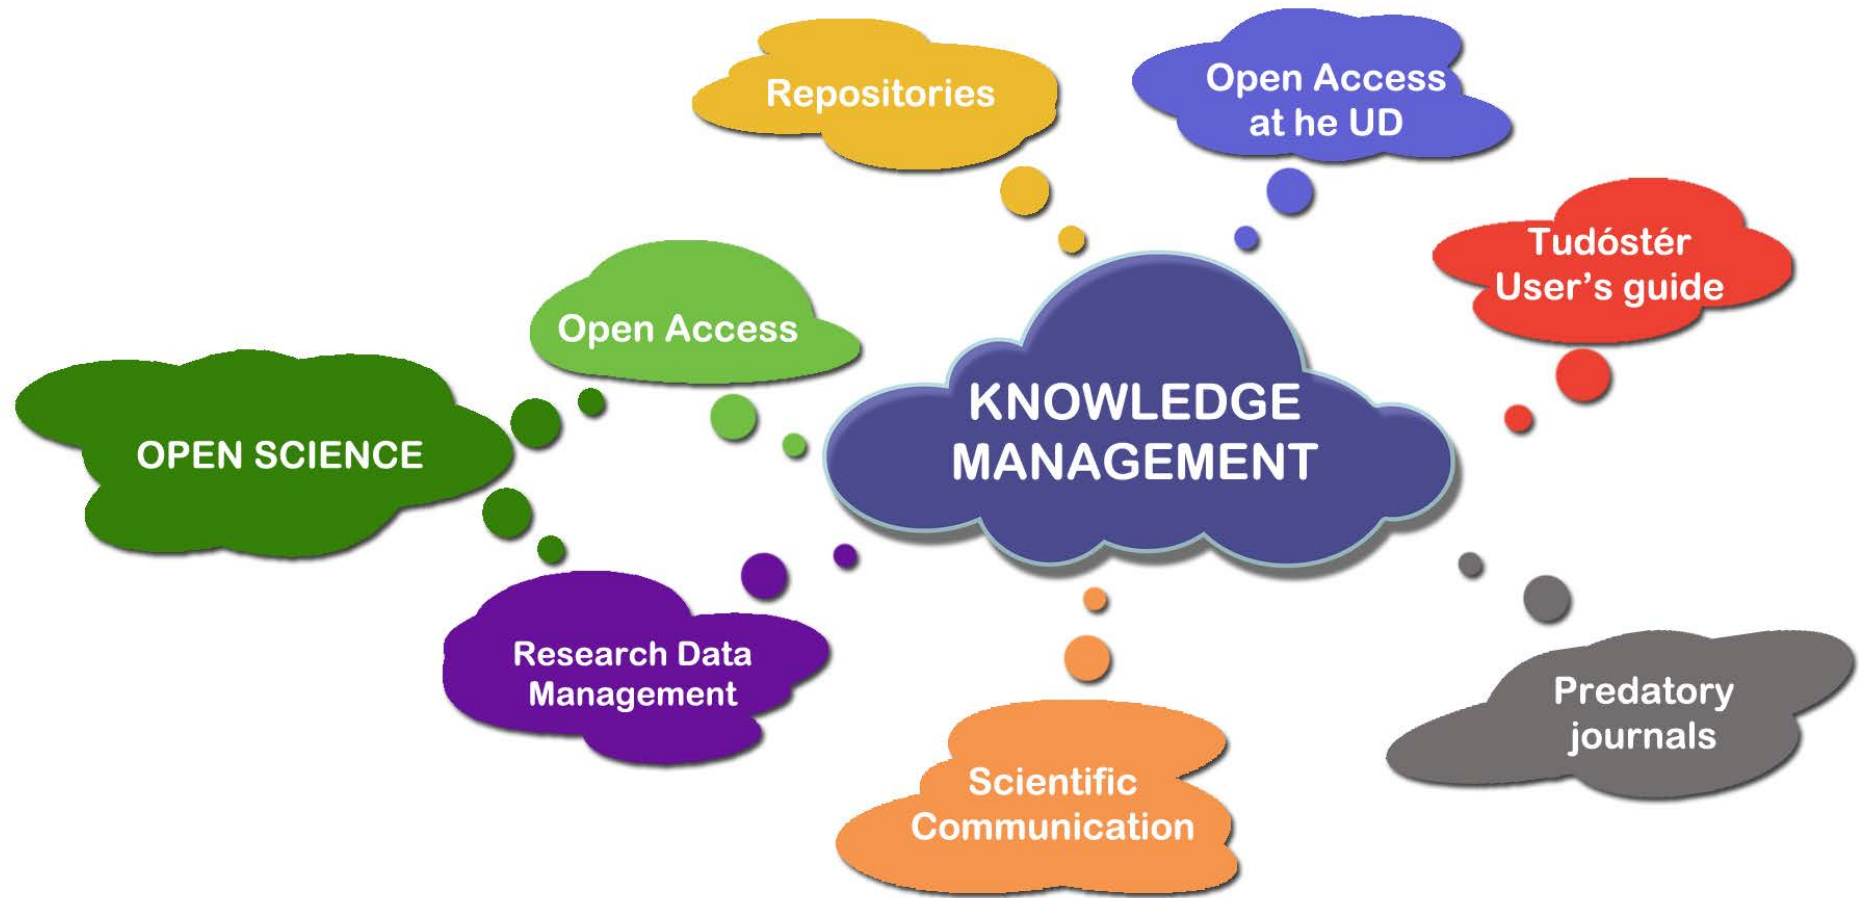 Repositories
Open Access
at he UD
Tudóstér
User's guide
Open Access
KNOWLEDGE
MANAGEMENT
OPEN SCIENCE
Research Data
Management
Predatory
journals
Scientific
Communication